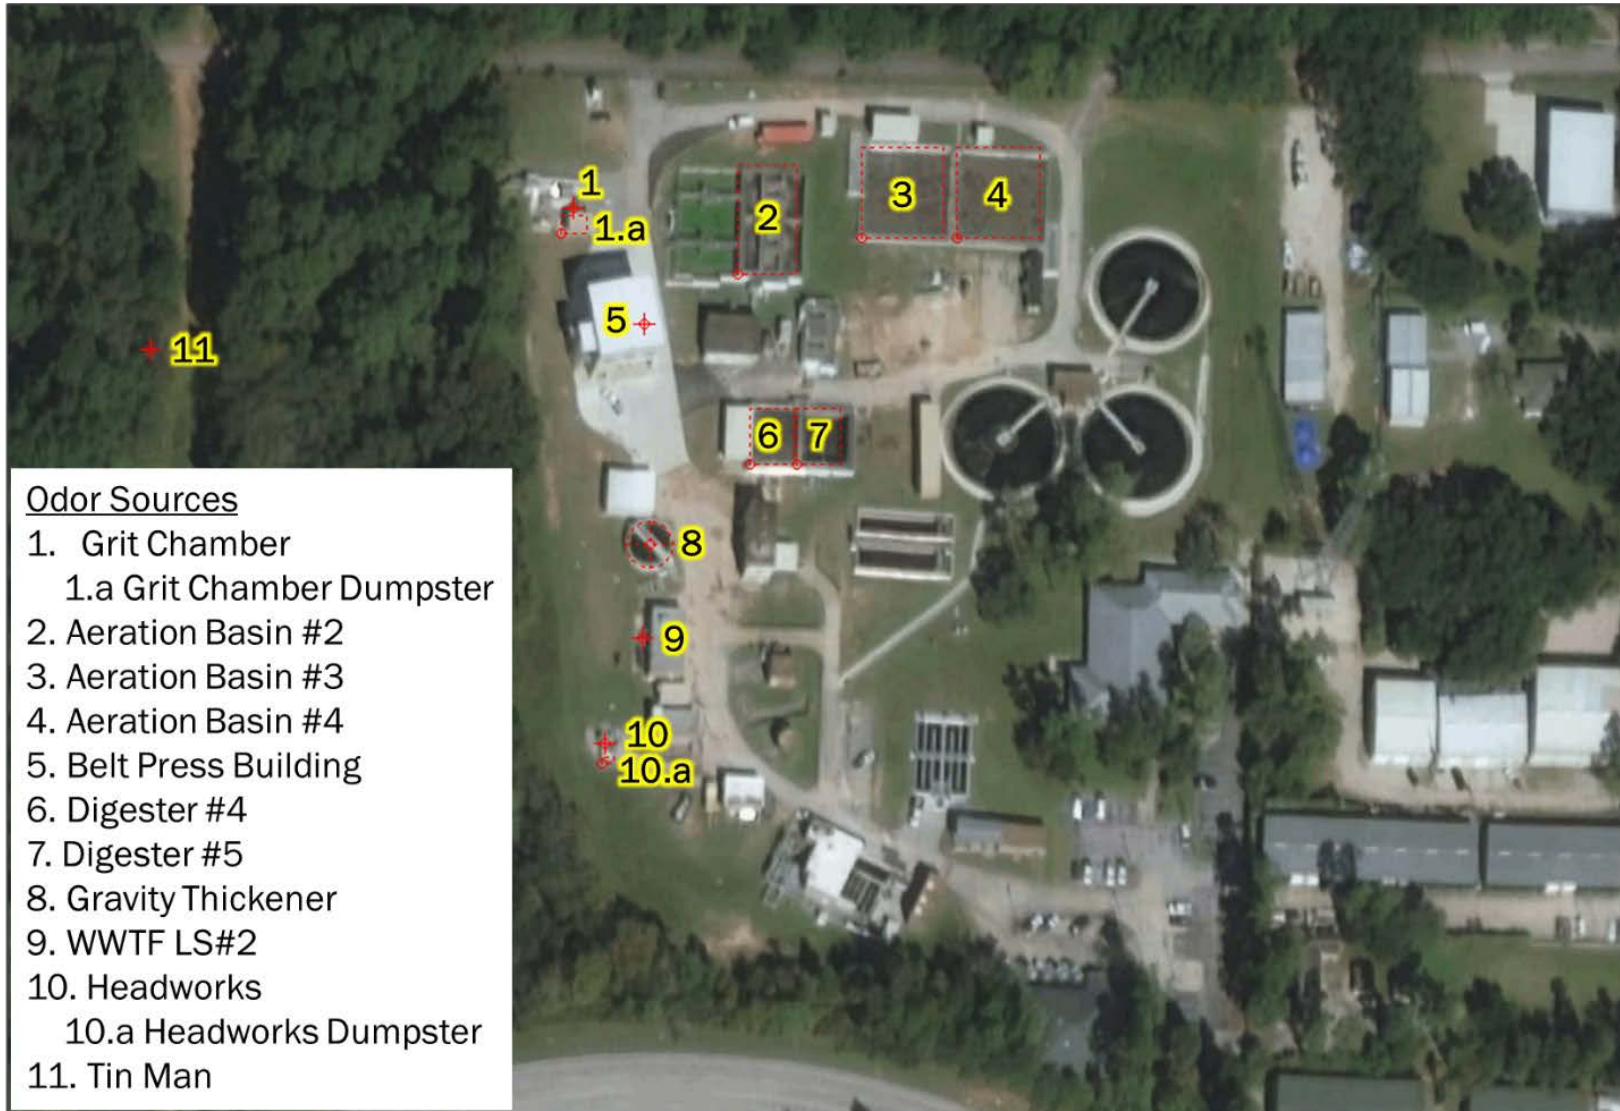 1
1.a
2
3
4
5
11
6
7
8
9
10
10.a
Odor Sources
1. Grit Chamber
1.a Grit Chamber Dumpster
2. Aeration Basin #2
3. Aeration Basin #3
4. Aeration Basin #4
5. Belt Press Building
6. Digester #4
7. Digester #5
8. Gravity Thickener
9. WWTF LS#2
10. Headworks
10.a Headworks Dumpster
11. Tin Man